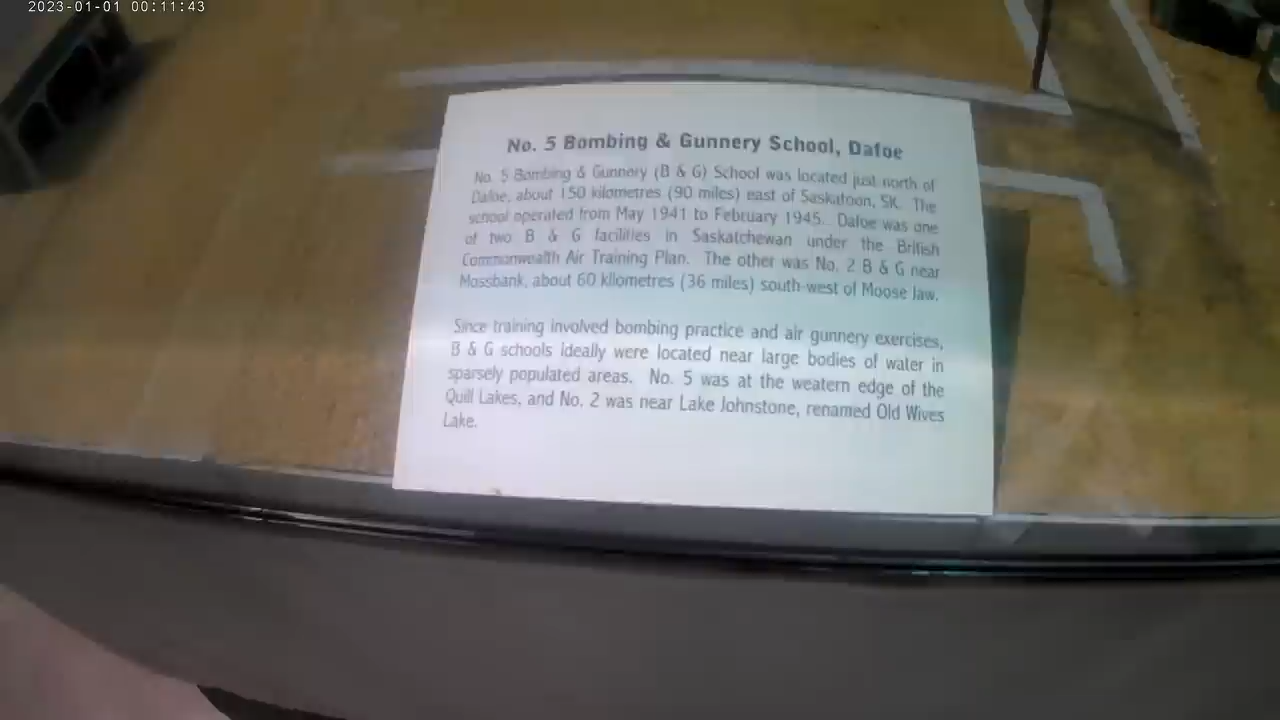 2023-01-01 00:11:43
No. 5 Bombing & Gunnery School, Dafoe
No. 5 Bombing & Gunnery (B & G) School was located just north of
Dafoe, about 150 kilometres (90 miles) east of Saskatoon, SK. The
school operated from May 1941 to February 1945. Dafoe was one
of two B & G facilities in Saskatchewan under the British
Commonwealth Air Training Plan. The other was No. 2 B & G near
Mossbank, about 60 kilometres (36 miles) south-west of Moose Jaw.
Since training involved bombing practice and air gunnery exercises,
B & G schools ideally were located near large bodies of water in
sparsely populated areas. No. 5 was at the weatern edge of the
Quill Lakes, and No. 2 was near Lake Johnstone, renamed Old Wives
Lake.